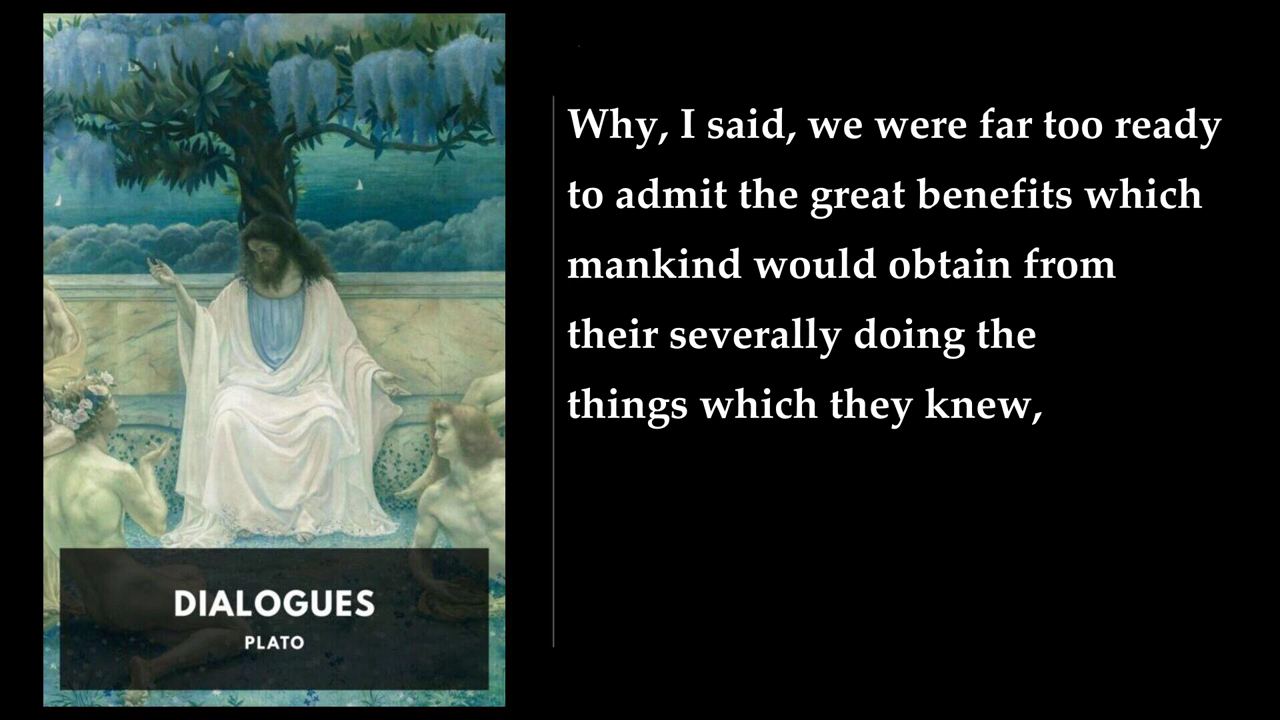 Why, I said, we were far too ready
to admit the great benefits which
mankind would obtain from
their severally doing the
things which they knew,
DIALOGUES
PLATO